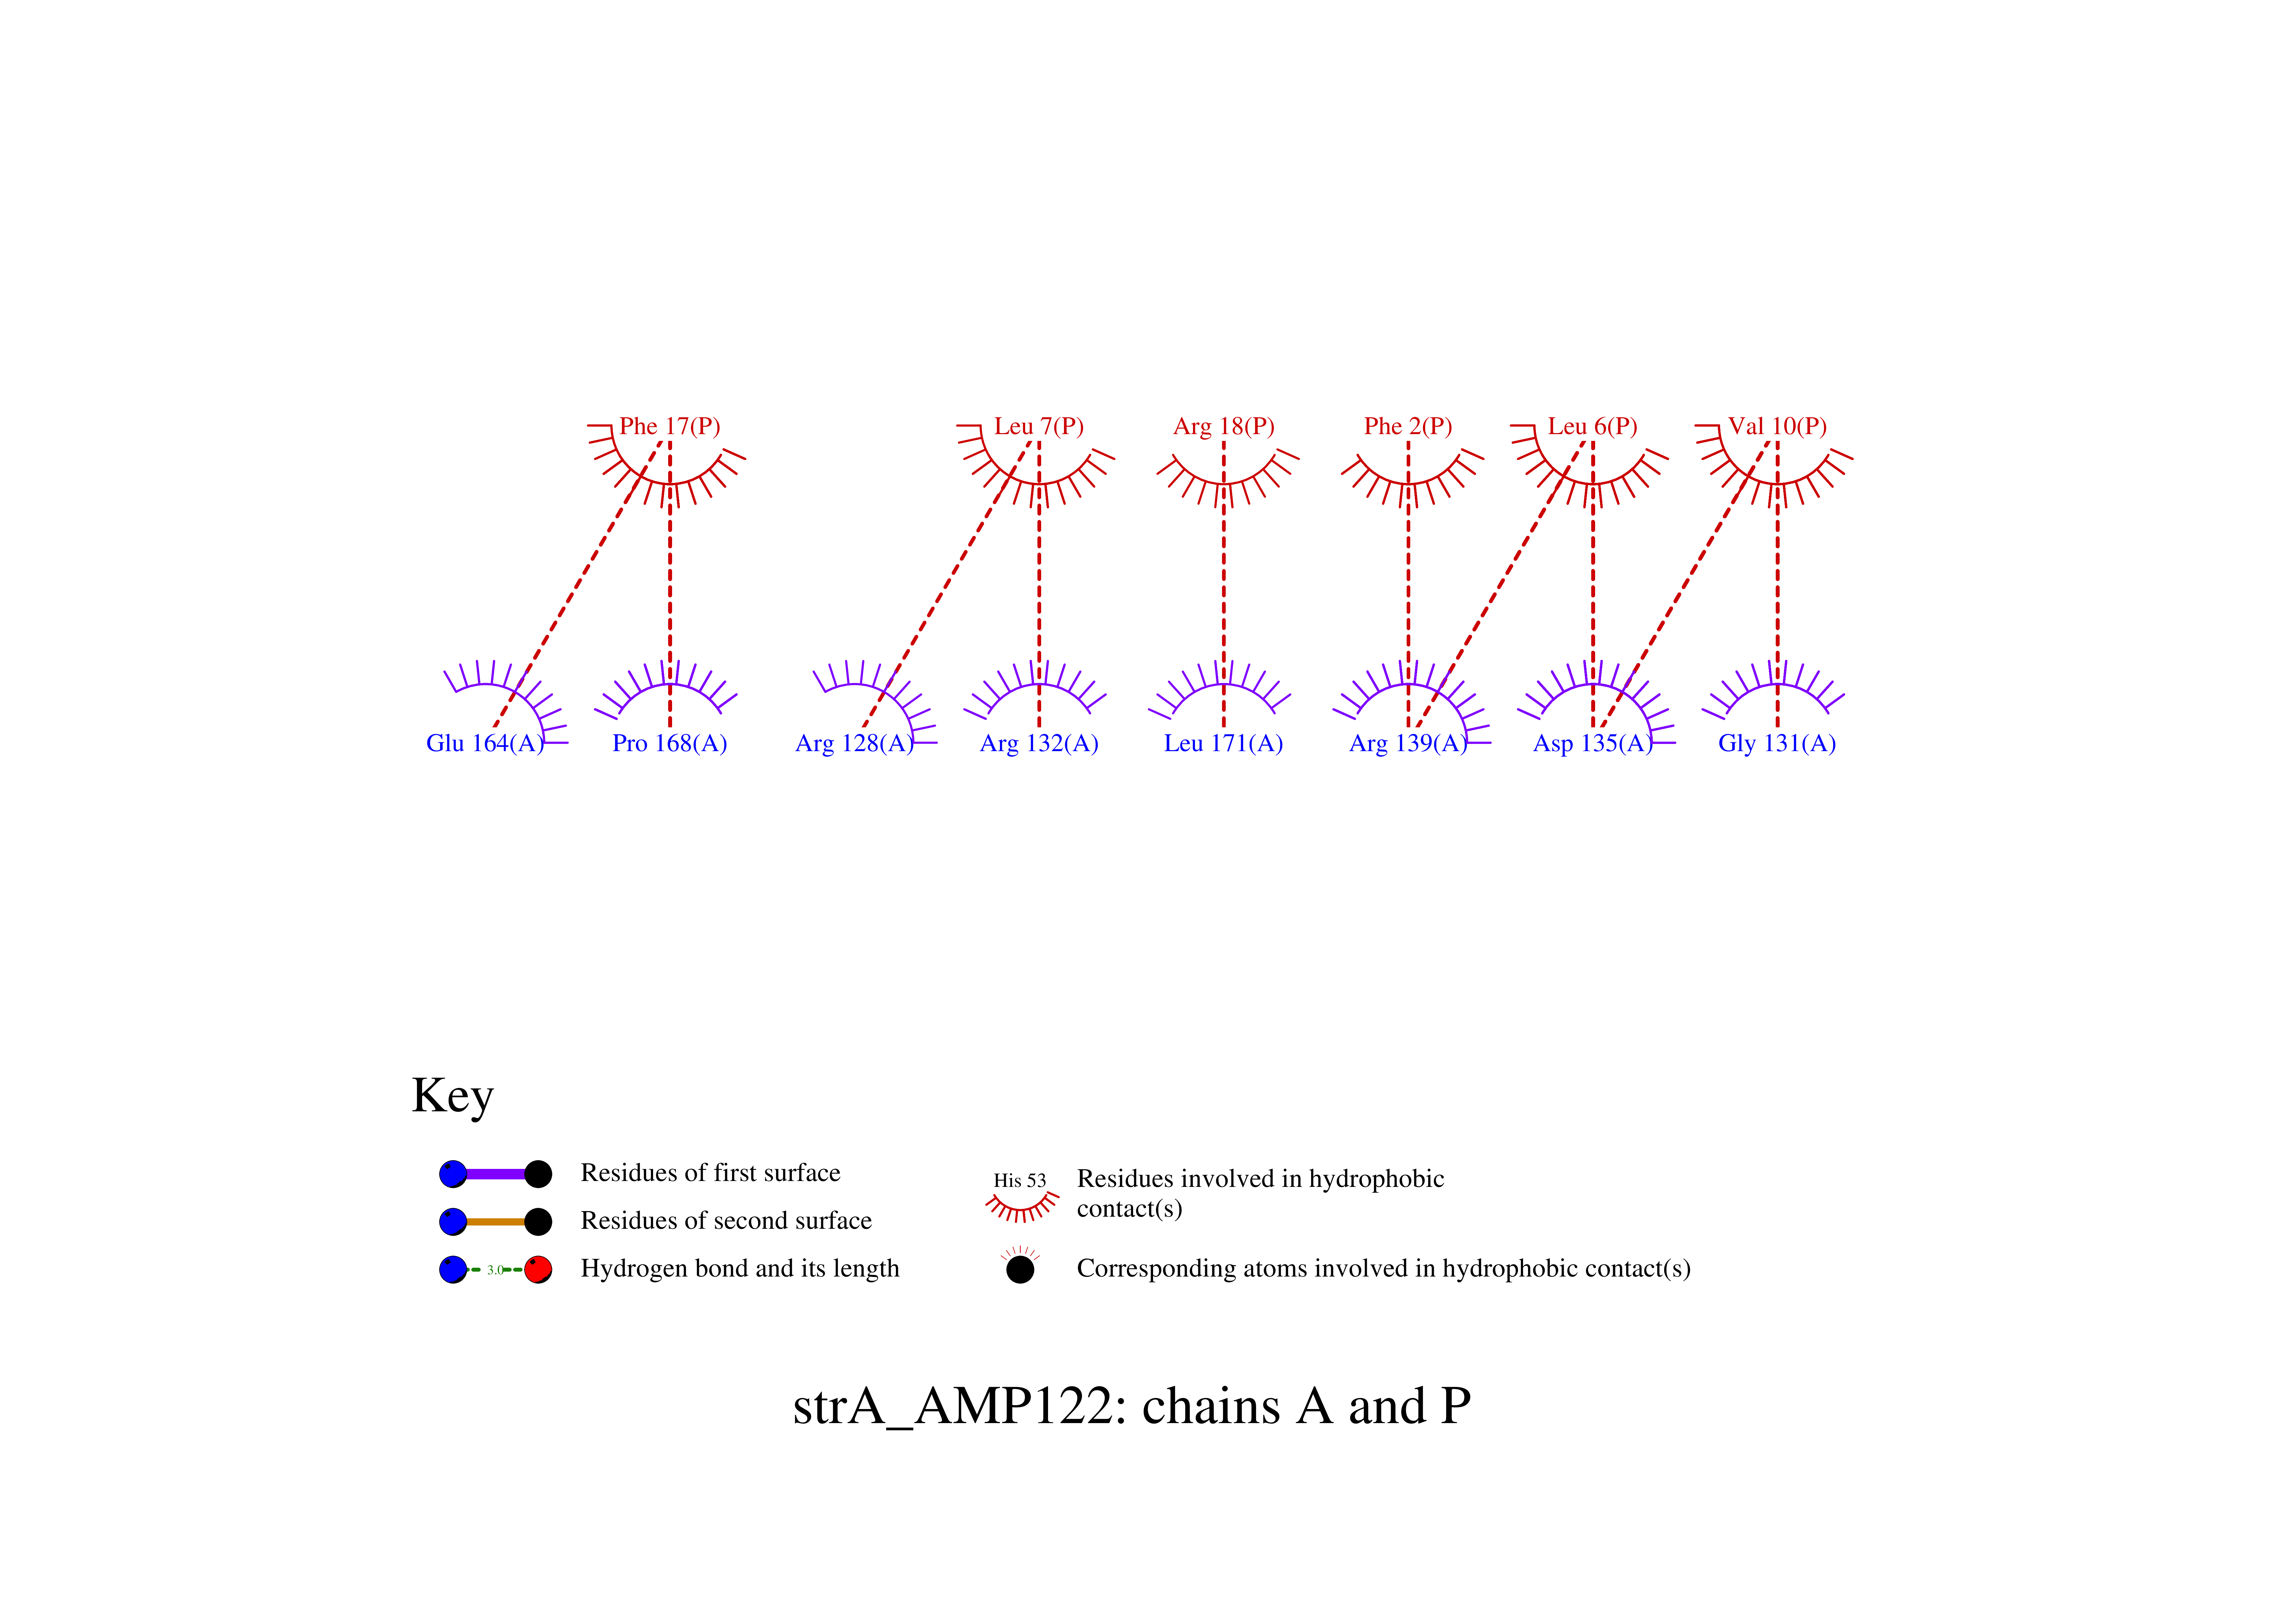 Phe 17(P) Leu 7(P) Arg 18(P) Phe 2(P) Leu 6(P) Val 10(P)
Glu 164(A) Pro 168(A) Arg 128(A) Arg 132(A) Leu 171(A) Arg 139(A) Asp 135(A) Gly 131(A)
Key
Residues of first surface
Residues of second surface
3.0 Hydrogen bond and its length
His 53 Residues involved in hydrophobic
contact(s)
Corresponding atoms involved in hydrophobic contact(s)
strA_AMP122: chains A and P